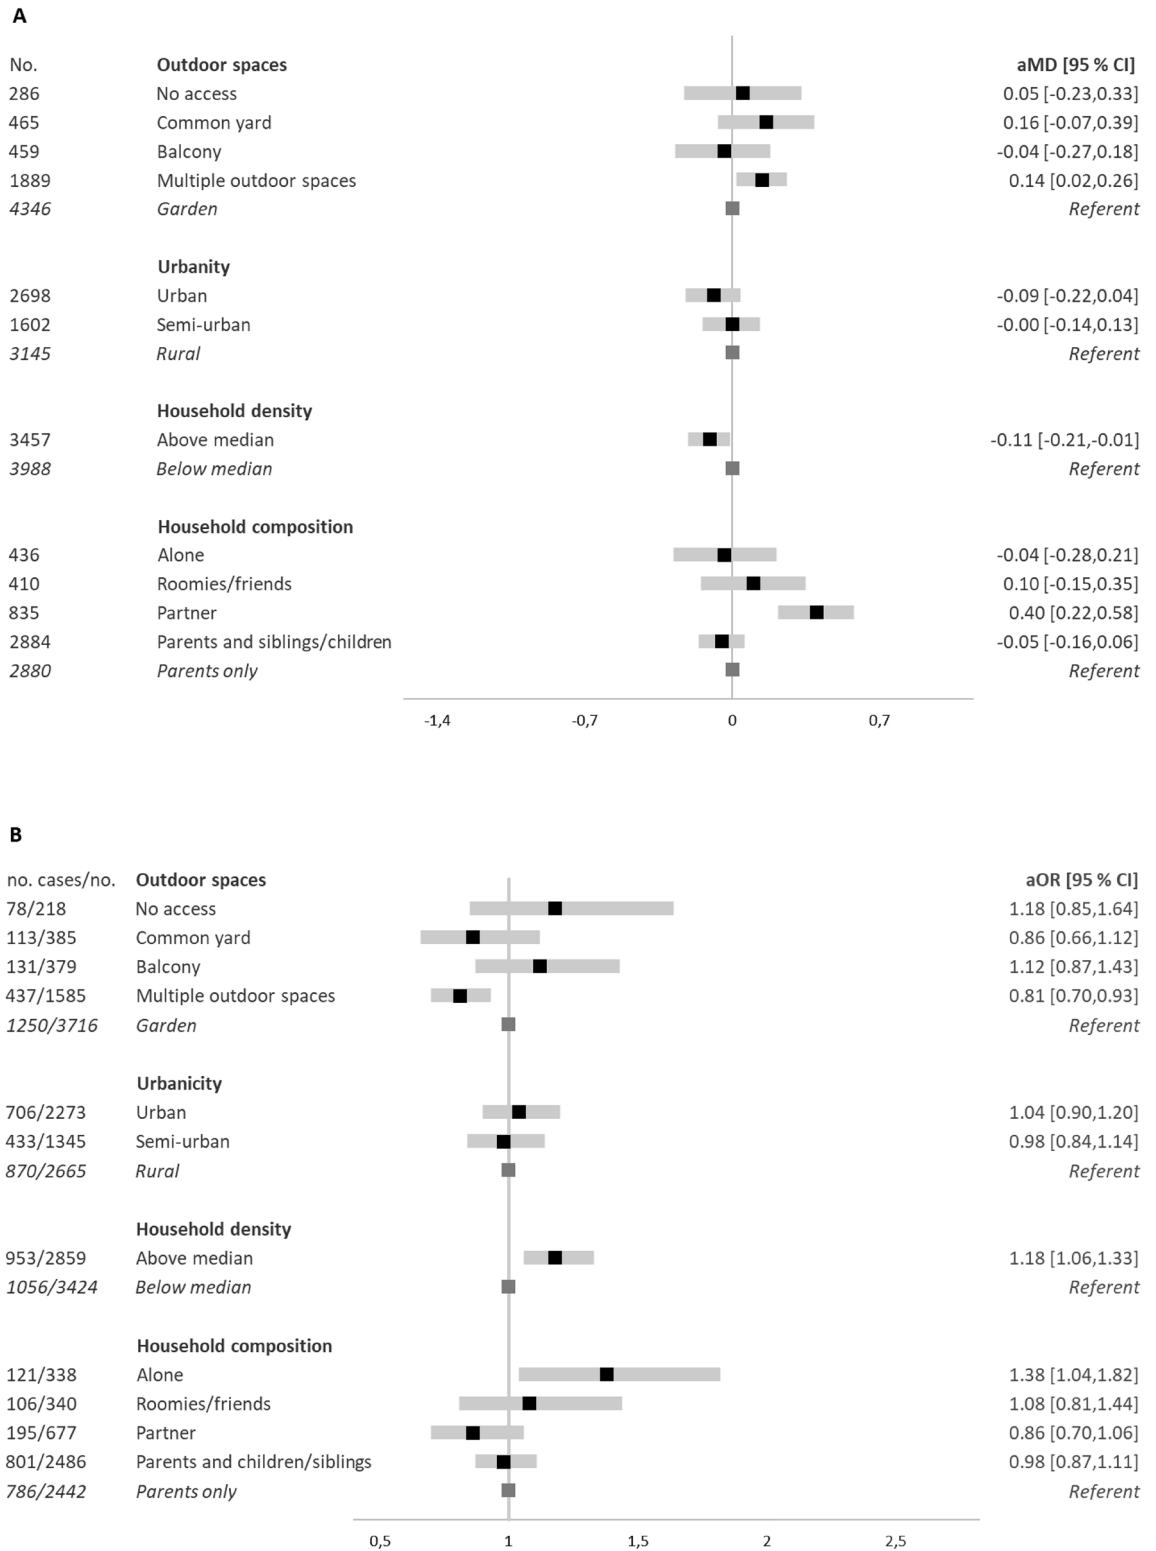 A
No. Outdoor spaces aMD [95 % CI]
286 No access 0.05 [-0.23,0.33]
465 Common yard 0.16 [-0.07,0.39]
459 Balcony -0.04 [-0.27,0.18]
1889 Multiple outdoor spaces 0.14 [0.02,0.26]
4346 Garden Referent
Urbanity
2698 Urban -0.09 [-0.22,0.04]
1602 Semi-urban -0.00 [-0.14,0.13]
3145 Rural Referent
Household density
3457 Above median -0.11 [-0.21,-0.01]
3988 Below median Referent
Household composition
436 Alone -0.04 [-0.28,0.21]
410 Roomies/friends 0.10 [-0.15,0.35]
835 Partner 0.40 [0.22,0.58]
2884 Parents and siblings/children -0.05 [-0.16,0.06]
2880 Parents only Referent
-1,4 -0,7 0 0,7
B
no. cases/no. Outdoor spaces aOR [95 % CI]
78/218 No access 1.18 [0.85,1.64]
113/385 Common yard 0.86 [0.66,1.12]
131/379 Balcony 1.12 [0.87,1.43]
437/1585 Multiple outdoor spaces 0.81 [0.70,0.93]
1250/3716 Garden Referent
Urbanicity
706/2273 Urban 1.04 [0.90,1.20]
433/1345 Semi-urban 0.98 [0.84,1.14]
870/2665 Rural Referent
Household density
953/2859 Above median 1.18 [1.06,1.33]
1056/3424 Below median Referent
Household composition
121/338 Alone 1.38 [1.04,1.82]
106/340 Roomies/friends 1.08 [0.81,1.44]
195/677 Partner 0.86 [0.70,1.06]
801/2486 Parents and children/siblings 0.98 [0.87,1.11]
786/2442 Parents only Referent
0,5 1 1,5 2 2,5